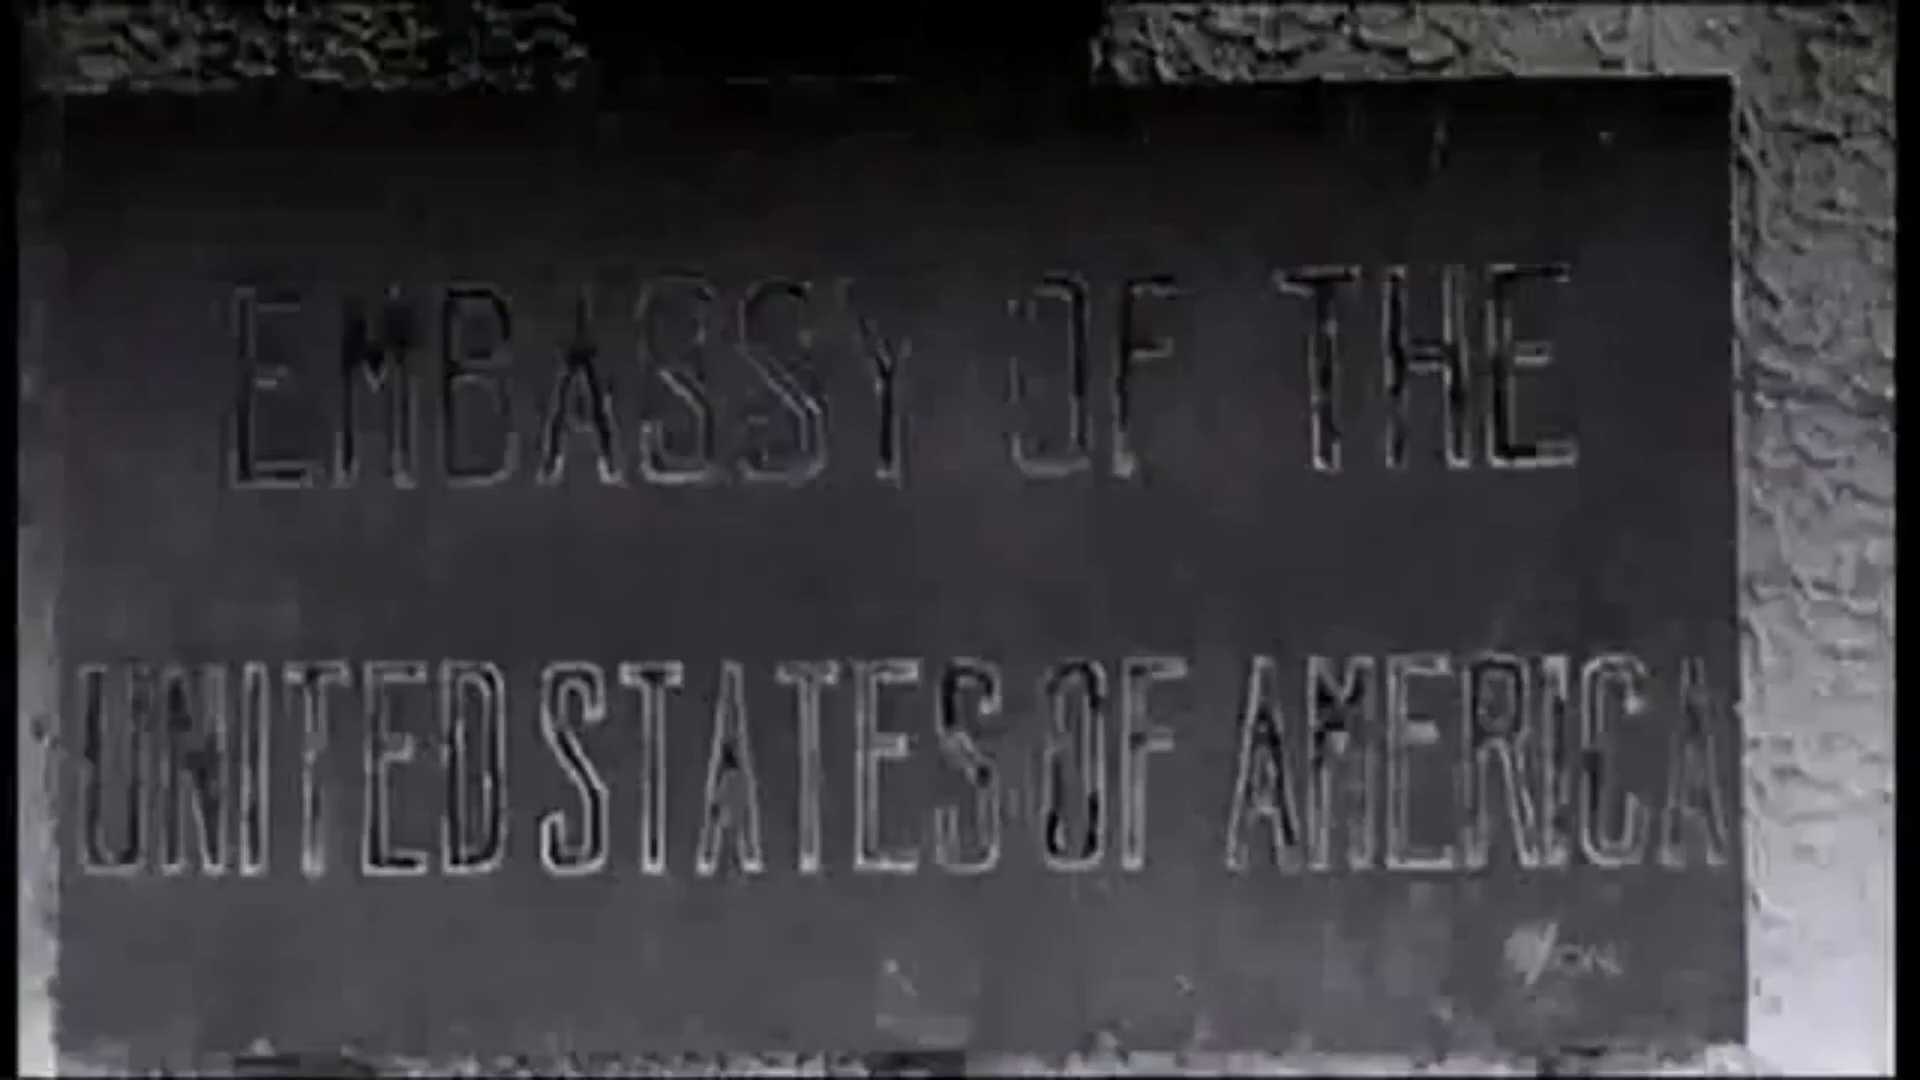 EMBASSY OF THE
UNITED STATES OF AMERICA